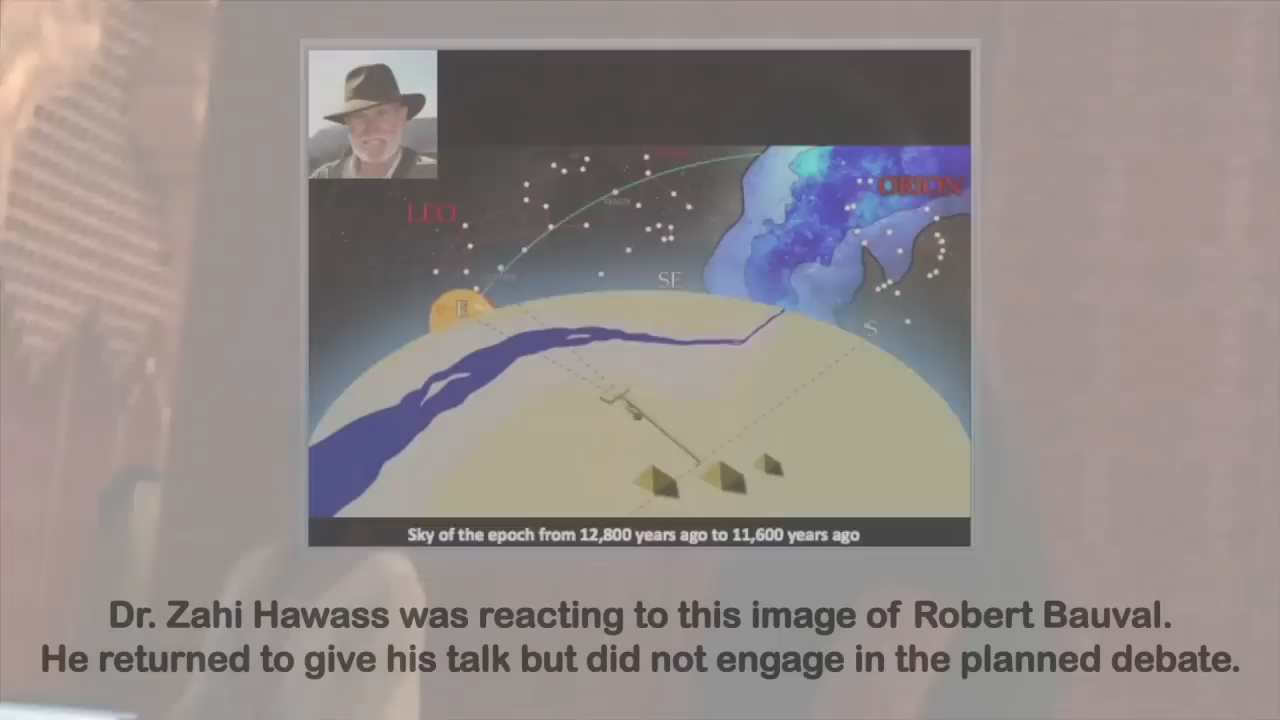 ORION
LEO
VENUS
SE
E
S
Sky of the epoch from 12,800 years ago to 11,600 years ago
Dr. Zahi Hawass was reacting to this image of Robert Bauval.
He returned to give his talk but did not engage in the planned debate.